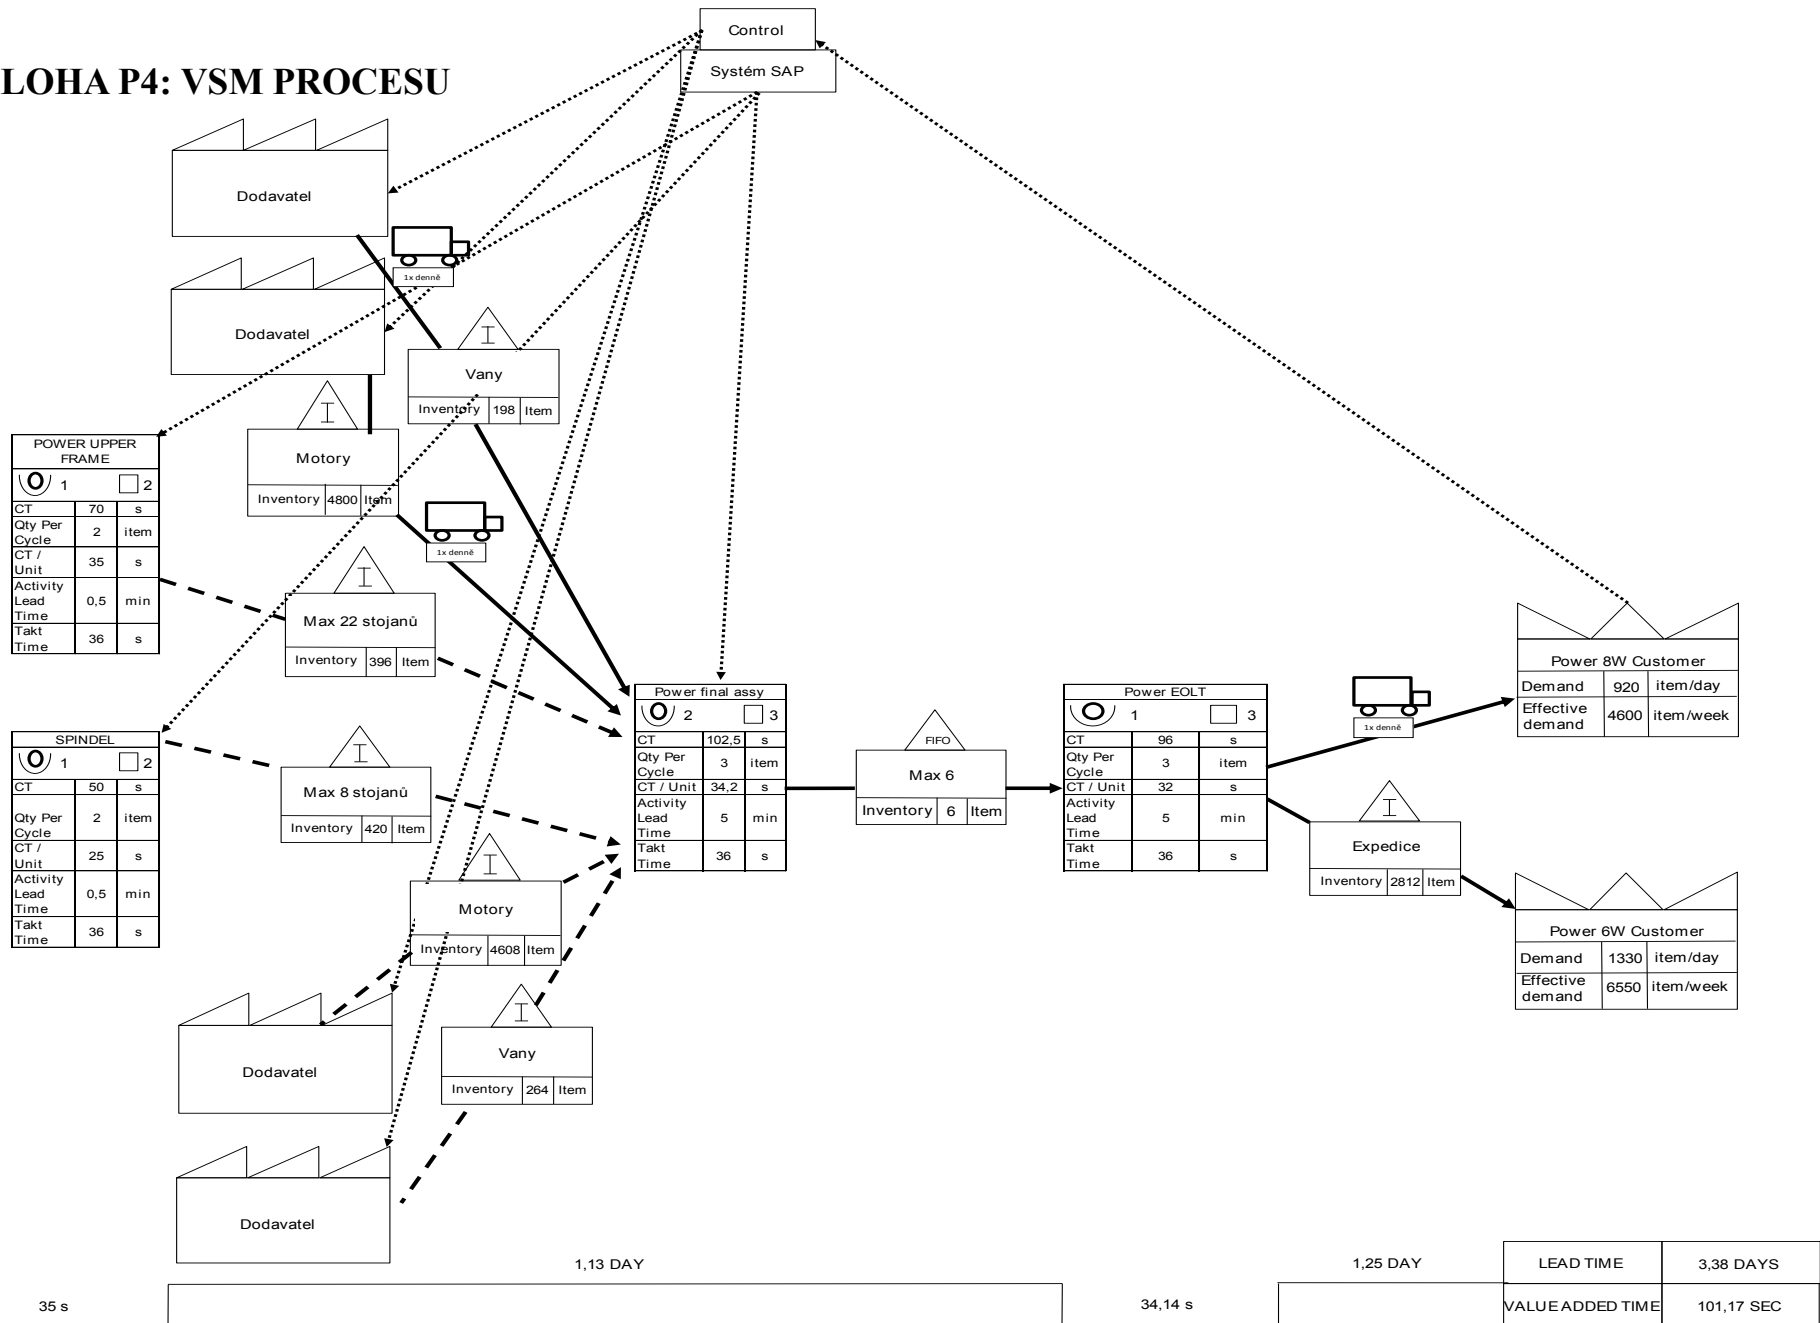 Control
Systém SAP
LOHA P4: VSM PROCESU
Dodavatel
1x denně
Dodavatel
I
Vany
Inventory 198 Item
I
Motory
Inventory 4800 Item
1x denně
POWER UPPER
FRAME
1 2
CT 70 s
Qty Per
Cycle 2 item
CT /
Unit 35 s
Activity
Lead
Time 0,5 min
Takt
Time 36 s
I
Max 22 stojanů
Inventory 396 Item
SPINDEL
1 2
CT 50 s
Qty Per
Cycle 2 item
CT /
Unit 25 s
Activity
Lead
Time 0,5 min
Takt
Time 36 s
I
Max 8 stojanů
Inventory 420 Item
I
Motory
Inventory 4608 Item
Dodavatel
I
Vany
Inventory 264 Item
Dodavatel
Power final assy
2 3
CT 102,5 s
Qty Per
Cycle 3 item
CT / Unit 34,2 s
Activity
Lead
Time 5 min
Takt
Time 36 s
FIFO
Max 6
Inventory 6 Item
Power EOLT
1 3
CT 96 s
Qty Per
Cycle 3 item
CT / Unit 32 s
Activity
Lead
Time 5 min
Takt
Time 36 s
1x denně
I
Expedice
Inventory 2812 Item
Power 8W Customer
Demand 920 item/day
Effective
demand 4600 item/week
Power 6W Customer
Demand 1330 item/day
Effective
demand 6550 item/week
1,13 DAY
1,25 DAY
LEAD TIME 3,38 DAYS
35 s
34,14 s
VALUE ADDED TIME 101,17 SEC